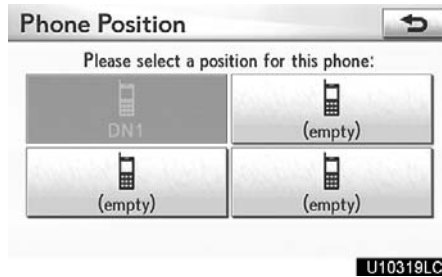 Phone Position
Please select a position for this phone:
DN1
(empty)
(empty)
(empty)
U10319LC